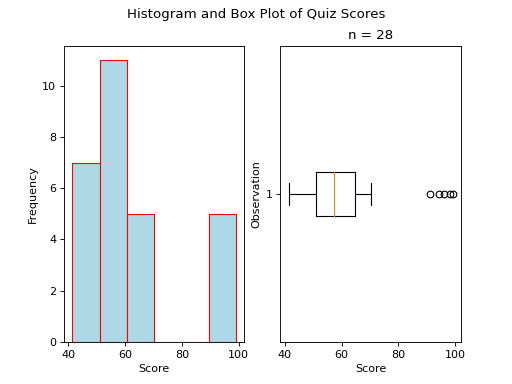 Histogram and Box Plot of Quiz Scores
n = 28
10
8
6
4
2
0
Frequency
40 60 80 100
Score
Observation
1
40 60 80 100
Score